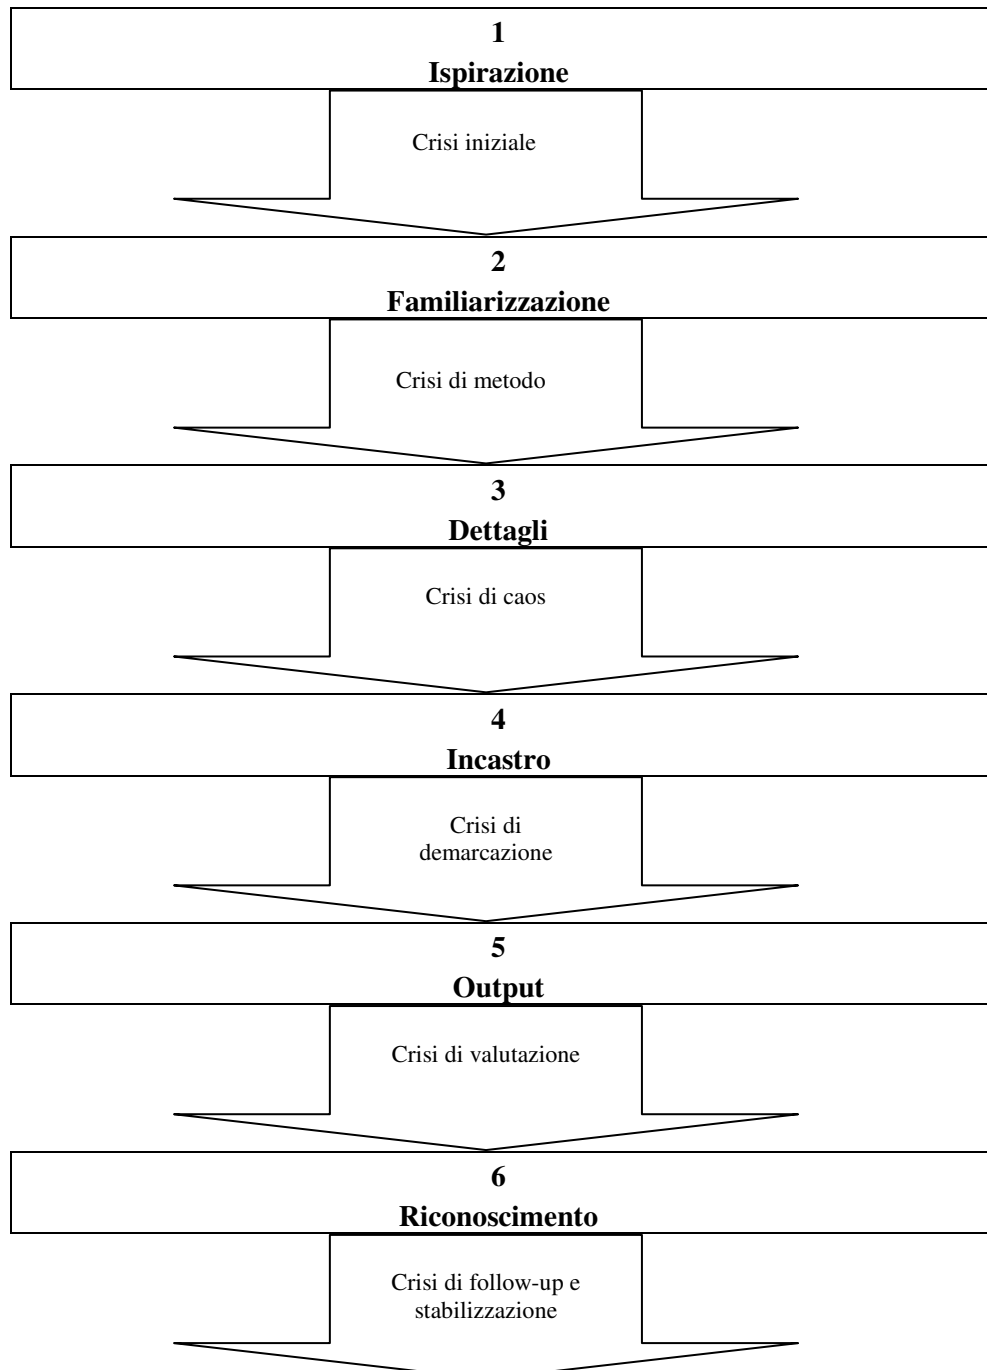 1
Ispirazione
Crisi iniziale
2
Familiarizzazione
Crisi di metodo
3
Dettagli
Crisi di caos
4
Incastro
Crisi di
demarcazione
5
Output
Crisi di valutazione
6
Riconoscimento
Crisi di follow-up e
stabilizzazione